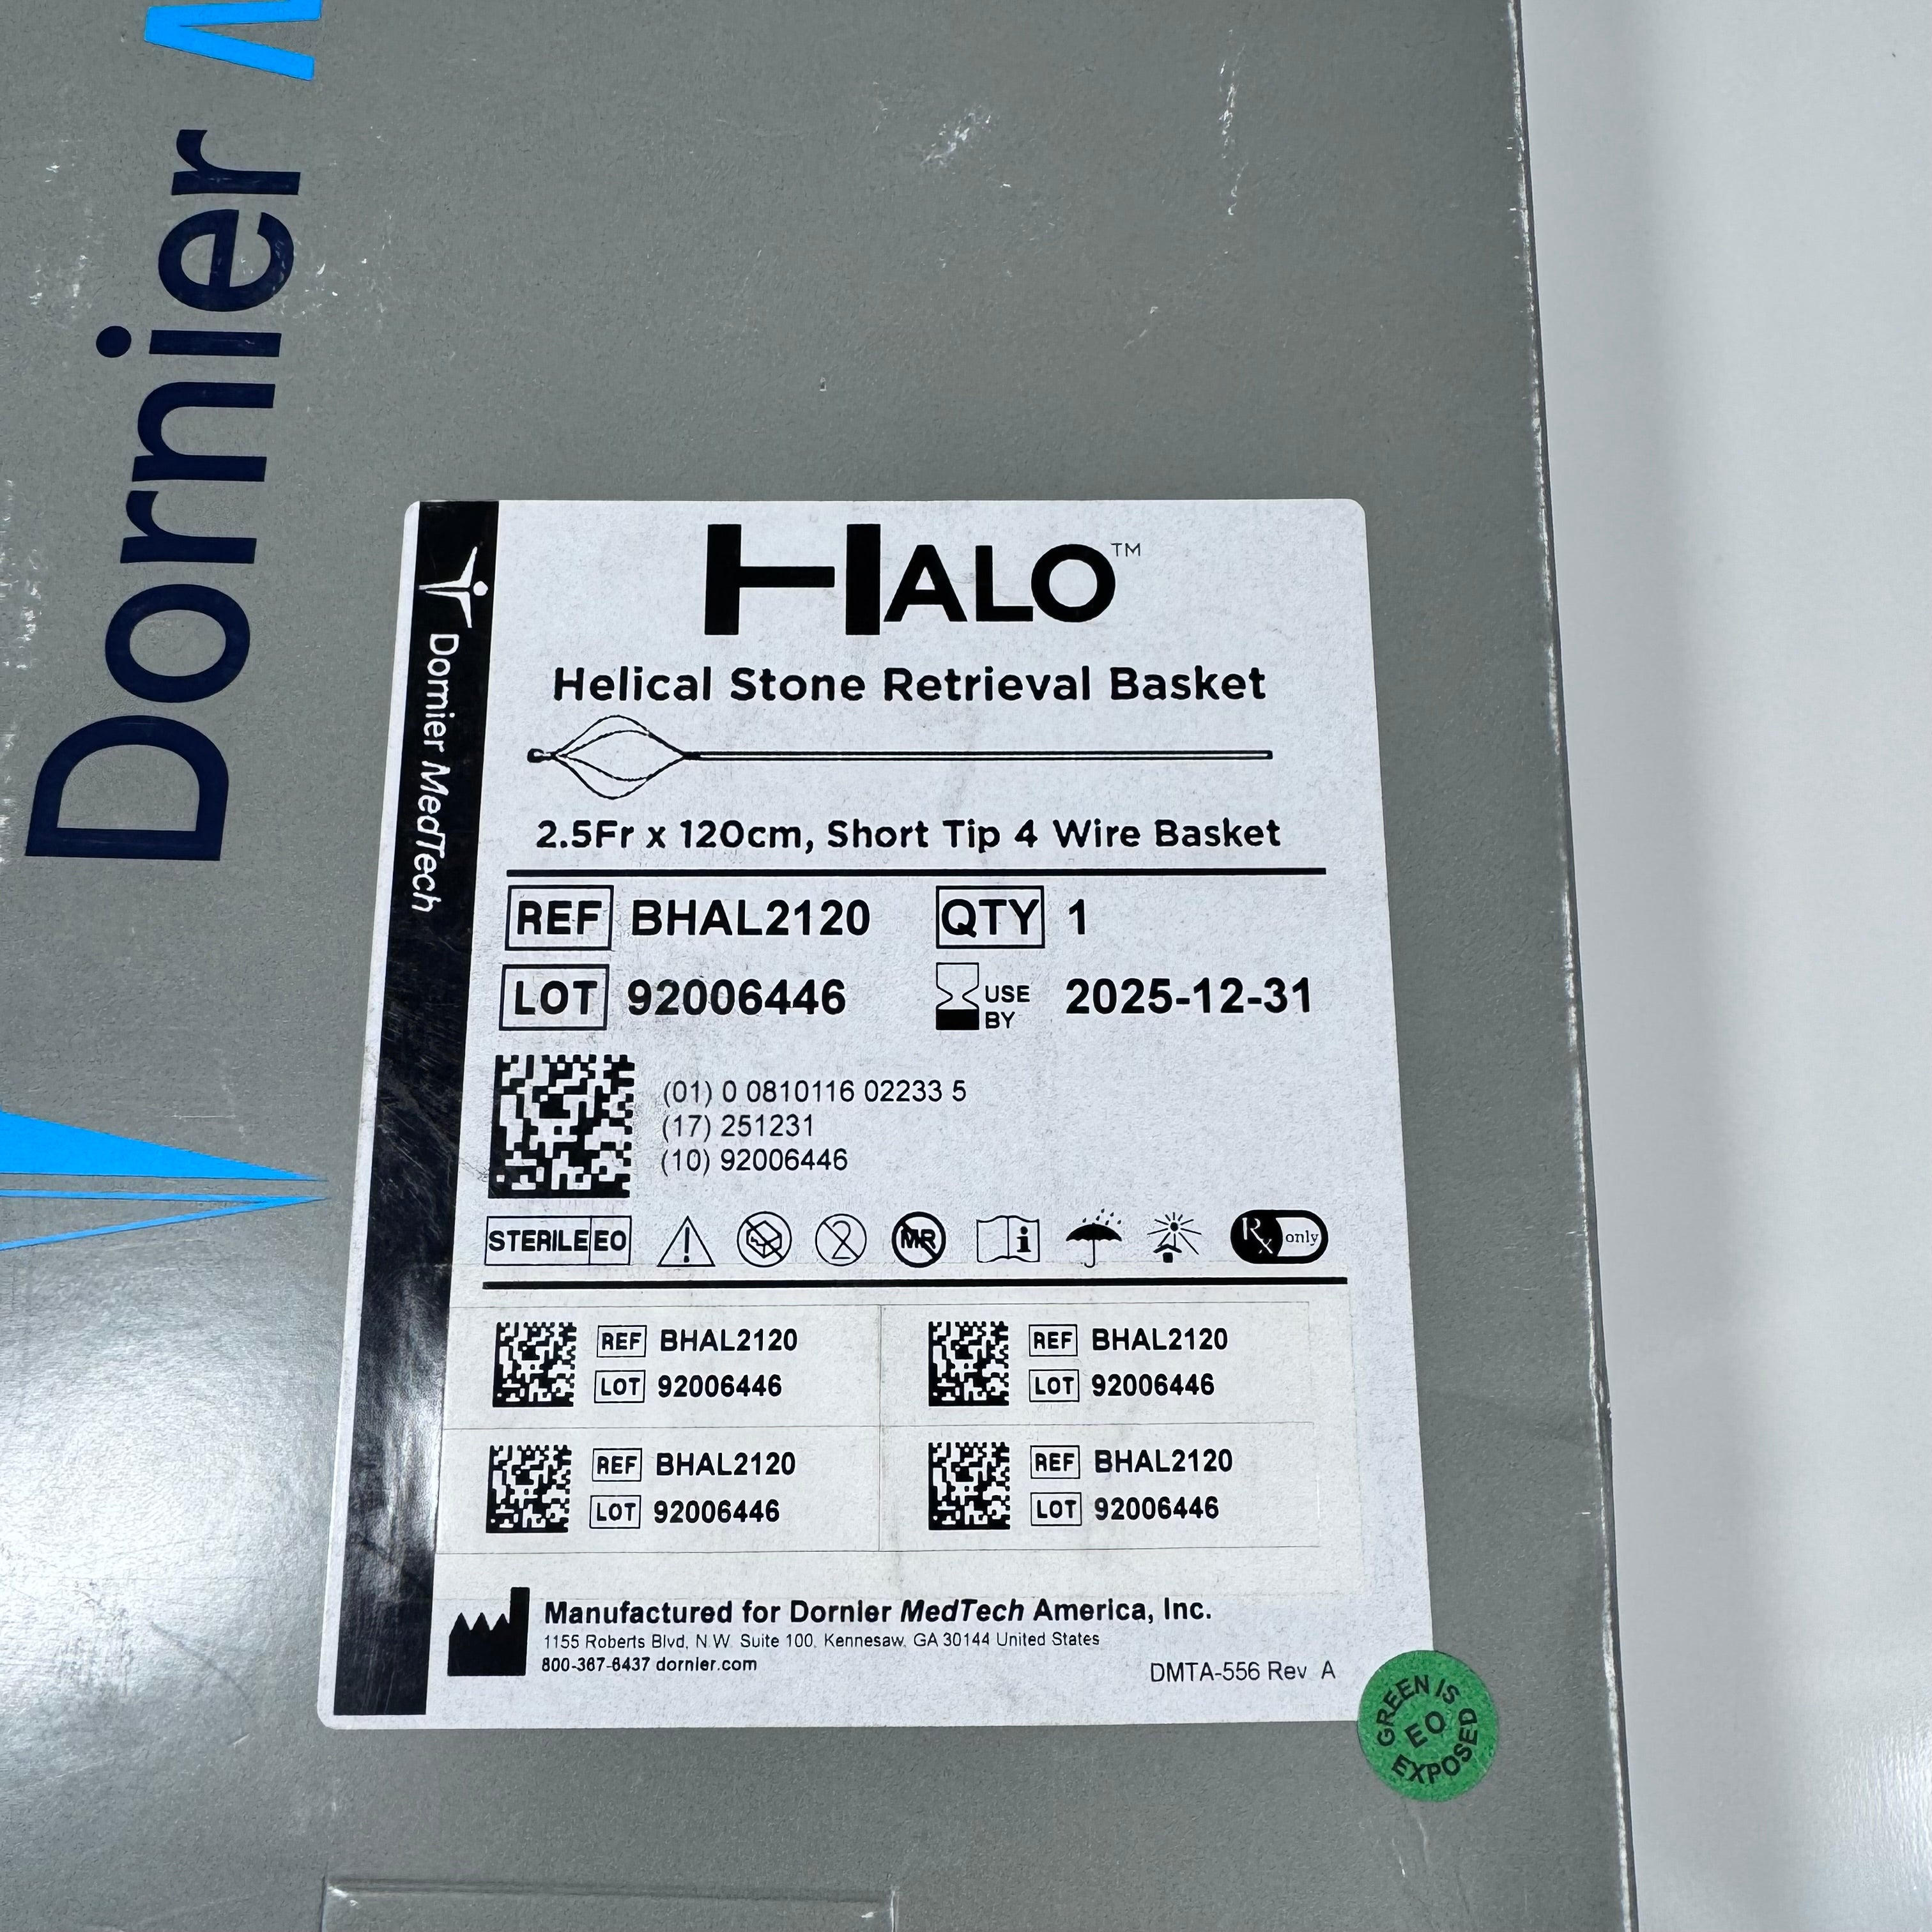 Dornier
Dornier MedTech
HALO™
Helical Stone Retrieval Basket
2.5Fr x 120cm, Short Tip 4 Wire Basket
REF BHAL2120 QTY 1
LOT 92006446 USE BY 2025-12-31
(01) 0 0810116 02233 5
(17) 251231
(10) 92006446
STERILE EO 2 MR i Rx only
REF BHAL2120 REF BHAL2120
LOT 92006446 LOT 92006446
REF BHAL2120 REF BHAL2120
LOT 92006446 LOT 92006446
Manufactured for Dornier MedTech America, Inc.
1155 Roberts Blvd, N.W. Suite 100, Kennesaw, GA 30144 United States
800-367-6437 dornier.com
DMTA-556 Rev A
GREEN IS
EO
EXPOSED